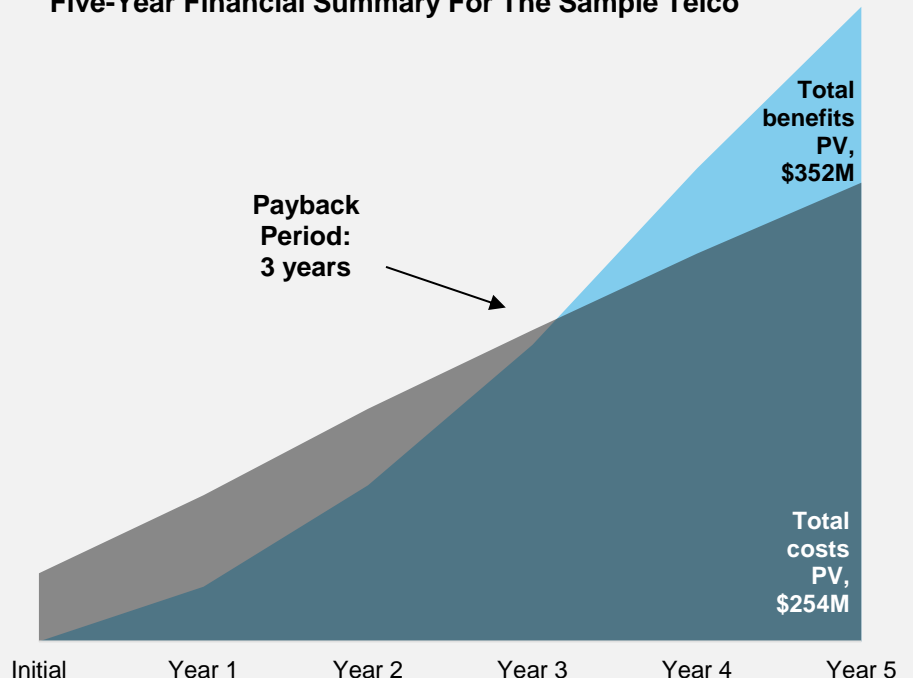 Five-Year Financial Summary For The Sample Telco
Total
benefits
PV,
$352M
Payback
Period:
3 years
Total
costs
PV,
$254M
Initial Year 1 Year 2 Year 3 Year 4 Year 5